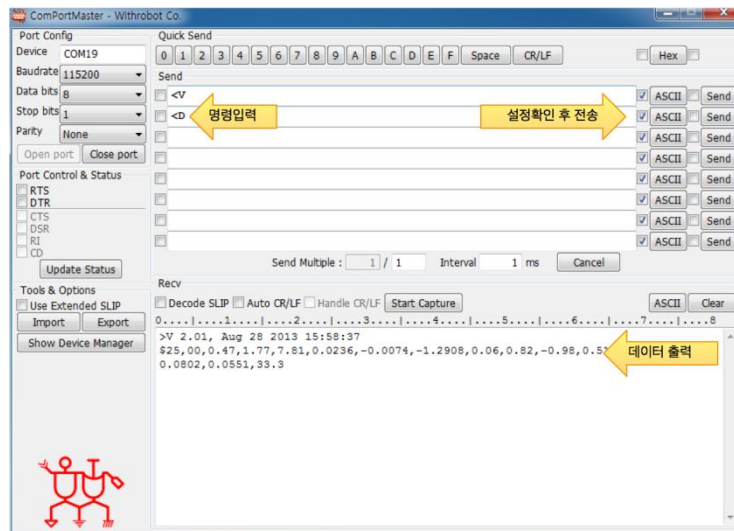 ComPortMaster - Withrobot Co.
Port Config
Device COM19
Baudrate 115200
Data bits 8
Stop bits 1
Parity None
Open port Close port
Port Control & Status
RTS
DTR
CTS
DSR
RI
CD
Update Status
Tools & Options
Use Extended SLIP
Import Export
Show Device Manager
Quick Send
0 1 2 3 4 5 6 7 8 9 A B C D E F Space CR/LF Hex
Send
<V ASCII Send
<D 명령입력 설정확인 후 전송 ASCII Send
ASCII Send
ASCII Send
ASCII Send
ASCII Send
ASCII Send
ASCII Send
Send Multiple : 1 / 1 Interval 1 ms Cancel
Recv
Decode SLIP Auto CR/LF Handle CR/LF Start Capture ASCII Clear
0....|....1....|....2....|....3....|....4....|....5....|....6....|....7....|....8
>V 2.01, Aug 28 2013 15:58:37
$25,00,0.47,1.77,7.81,0.0236,-0.0074,-1.2908,0.06,0.82,-0.98, 데이터 출력
0.0802,0.0551,33.3